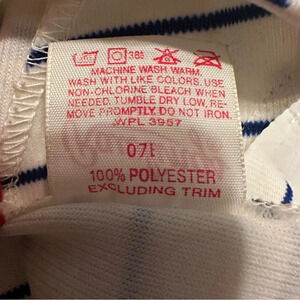 MACHINE WASH WARM.
WASH WITH LIKE COLORS. USE
NON-CHLORINE BLEACH WHEN
NEEDED. TUMBLE DRY LOW, RE-
MOVE PROMPTLY. DO NOT IRON.
WPL 3957
100% POLYESTER
EXCLUDING TRIM